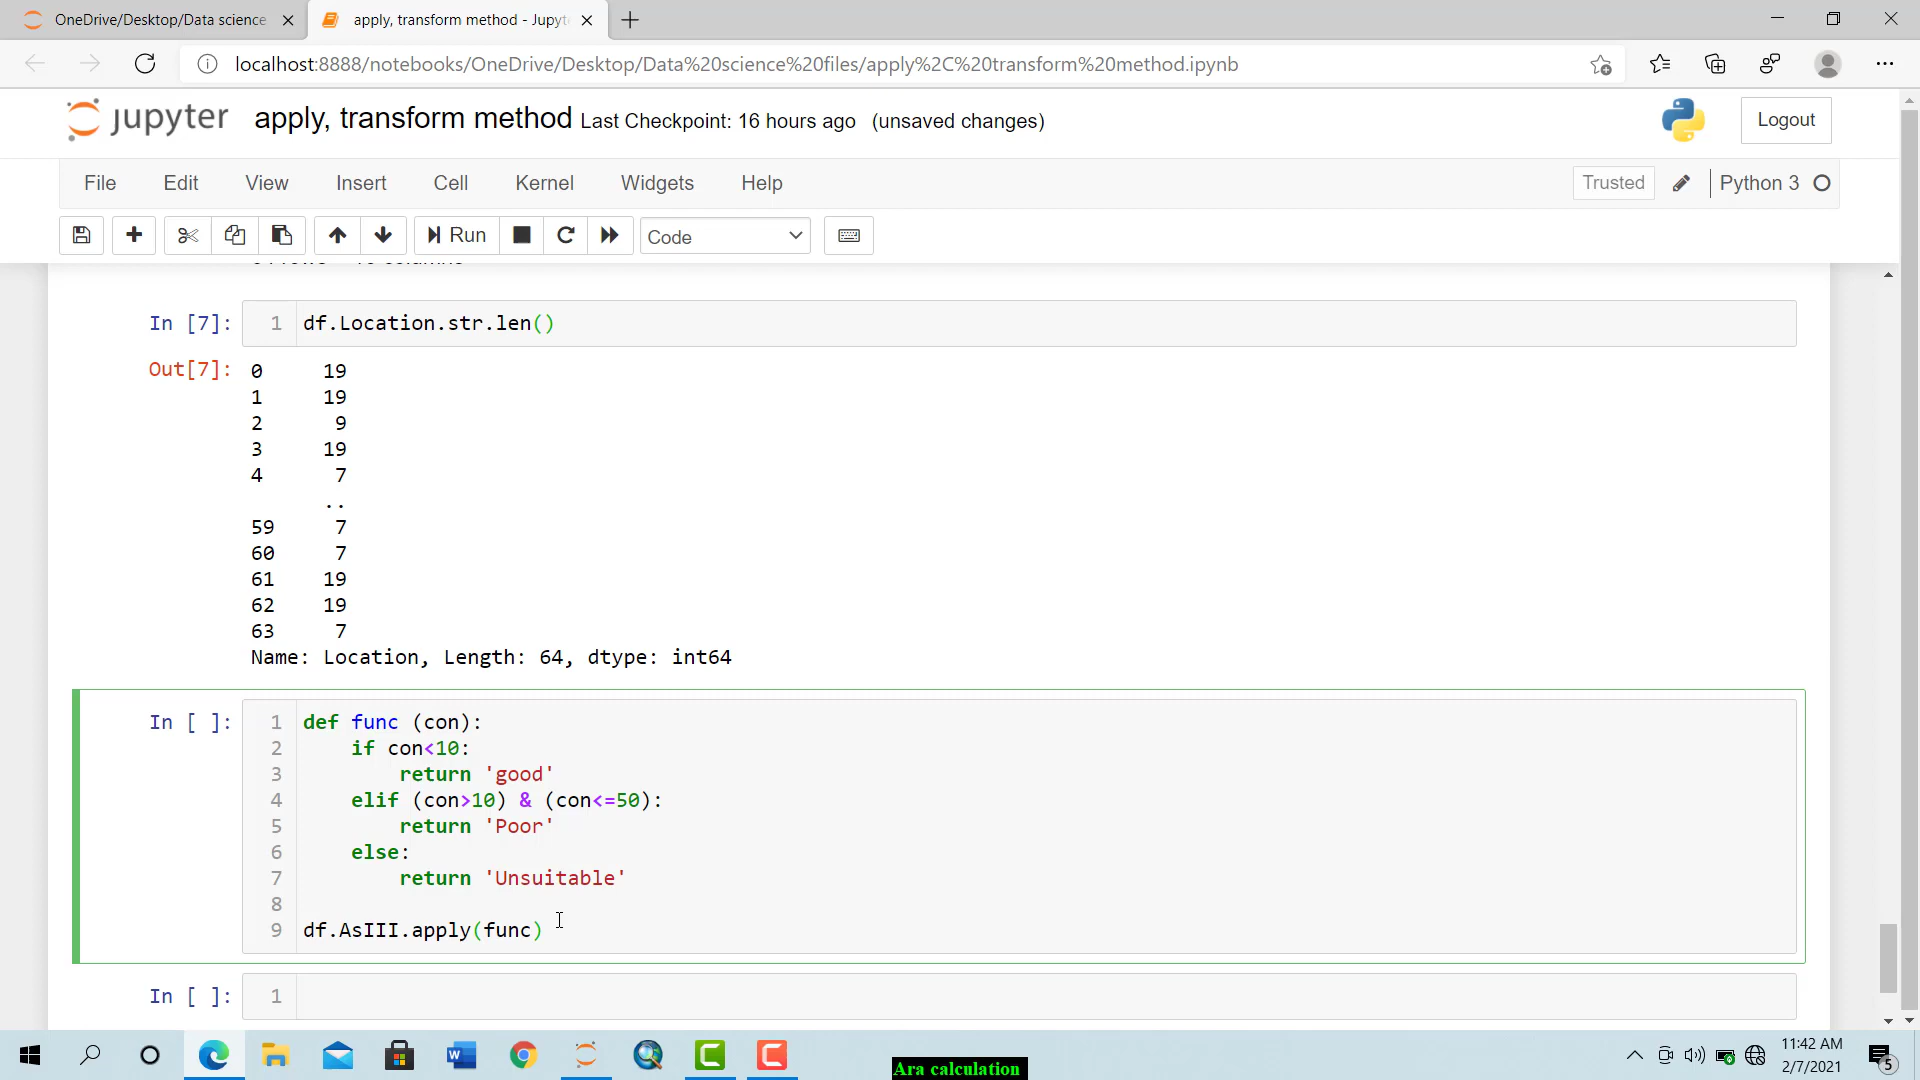 OneDrive/Desktop/Data science
apply, transform method - Jupyt
localhost:8888/notebooks/OneDrive/Desktop/Data%20science%20files/apply%2C%20transform%20method.ipynb
jupyter apply, transform method Last Checkpoint: 16 hours ago (unsaved changes)
Logout
File Edit View Insert Cell Kernel Widgets Help
Trusted Python 3
Run Code
In [7]: 1 df.Location.str.len()
Out[7]: 0 19
1 19
2 9
3 19
4 7
..
59 7
60 7
61 19
62 19
63 7
Name: Location, Length: 64, dtype: int64
In [ ]: 1 def func (con):
2 if con<10:
3 return 'good'
4 elif (con>10) & (con<=50):
5 return 'Poor'
6 else:
7 return 'Unsuitable'
8
9 df.AsIII.apply(func)
In [ ]: 1
11:42 AM
2/7/2021
5
Ara calculation